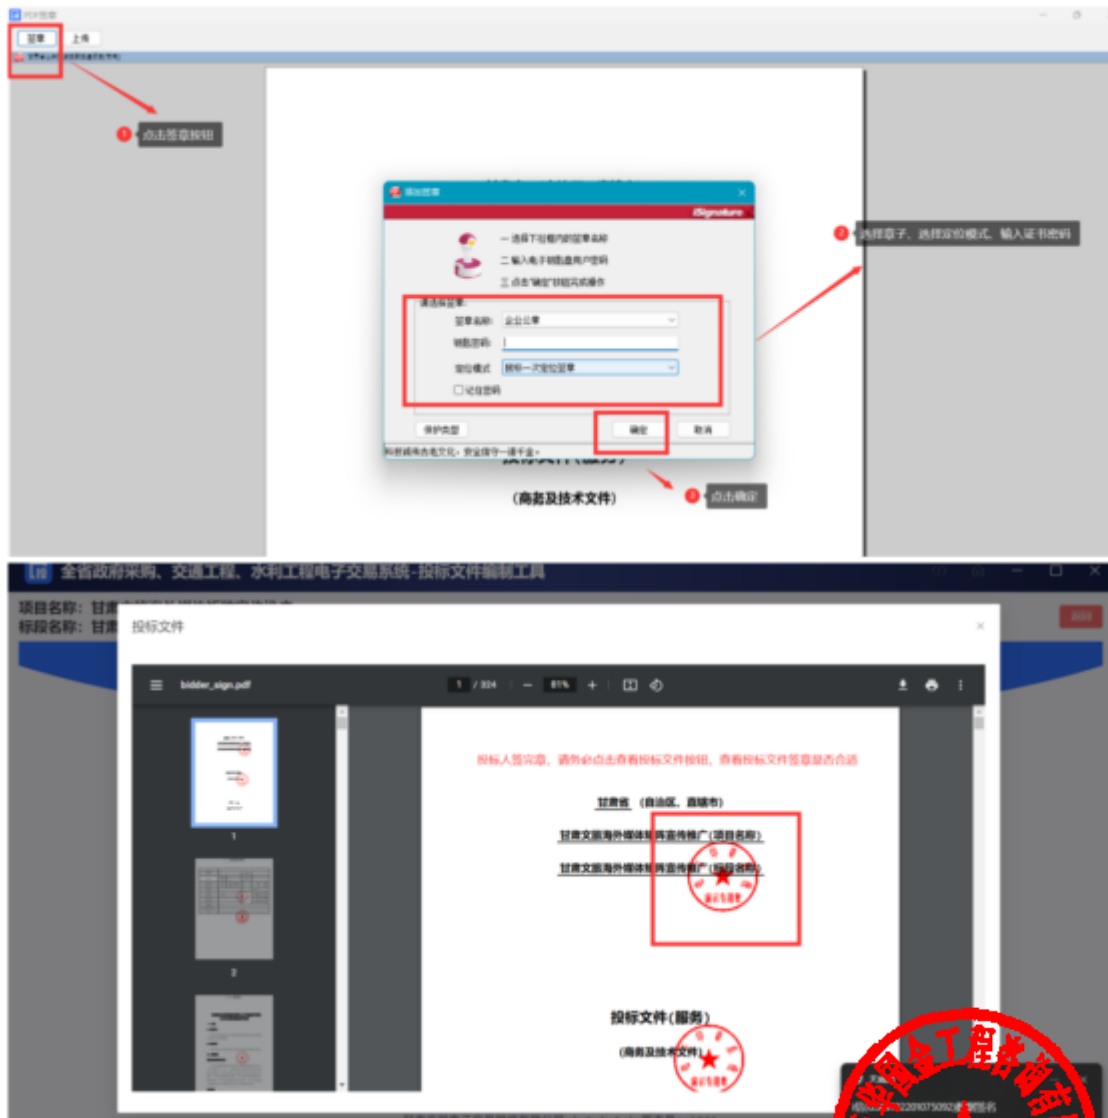 PDF签章
签章 上传
1 点击签章按钮
添加签章
iSignature
一 选择下拉框内的签章名称
二 输入电子钥匙盘用户密码
三 点击“确定”按钮完成操作
2 选择章子、选择定位模式、输入证书密码
请选择签章:
签章名称: 企业公章
钥匙密码:
定位模式 鼠标一次定位签章
记住密码
保护类型 确定 取消
投标文件(服务)
(商务及技术文件)
3 点击确定
全省政府采购、交通工程、水利工程电子交易系统-投标文件编制工具
项目名称: 甘肃
标段名称: 甘肃
返回
投标文件
bidder_sign.pdf
1 / 324
81%
投标人签完章, 请务必点击查看投标文件按钮, 查看投标文件签章是否合适
甘肃省 (自治区、直辖市)
甘肃文旅海外媒体矩阵宣传推广(项目名称)
甘肃文旅海外媒体矩阵宣传推广(标段名称)
1
2
投标文件(服务)
(商务及技术文件)